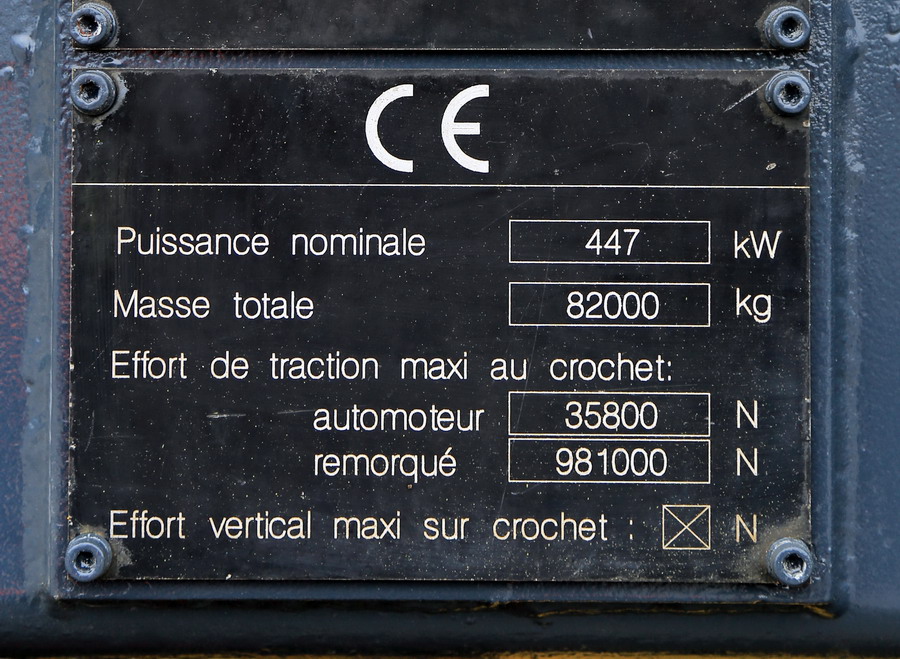 CE
Puissance nominale 447 kW
Masse totale 82000 kg
Effort de traction maxi au crochet:
automoteur 35800 N
remorqué 981000 N
Effort vertical maxi sur crochet : N